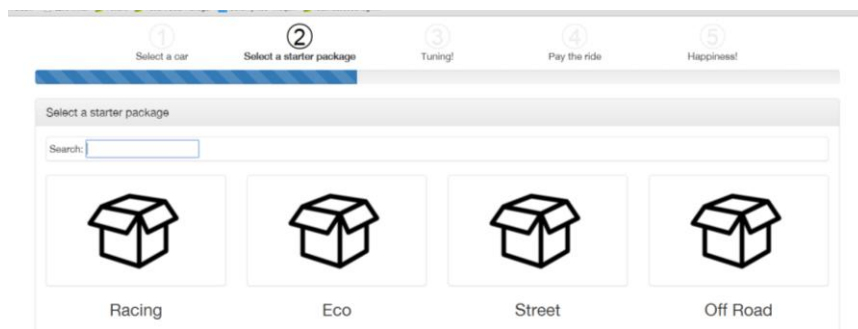 1 2 3 4 5
Select a car Select a starter package Tuning! Pay the ride Happiness!
Select a starter package
Search:
Racing Eco Street Off Road